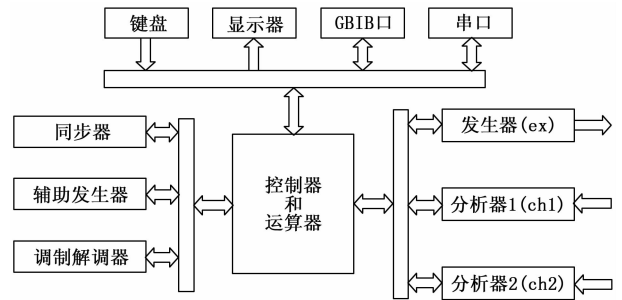 键盘
显示器
GBIB口
串口
同步器
辅助发生器
调制解调器
控制器
和
运算器
发生器(ex)
分析器1(ch1)
分析器2(ch2)